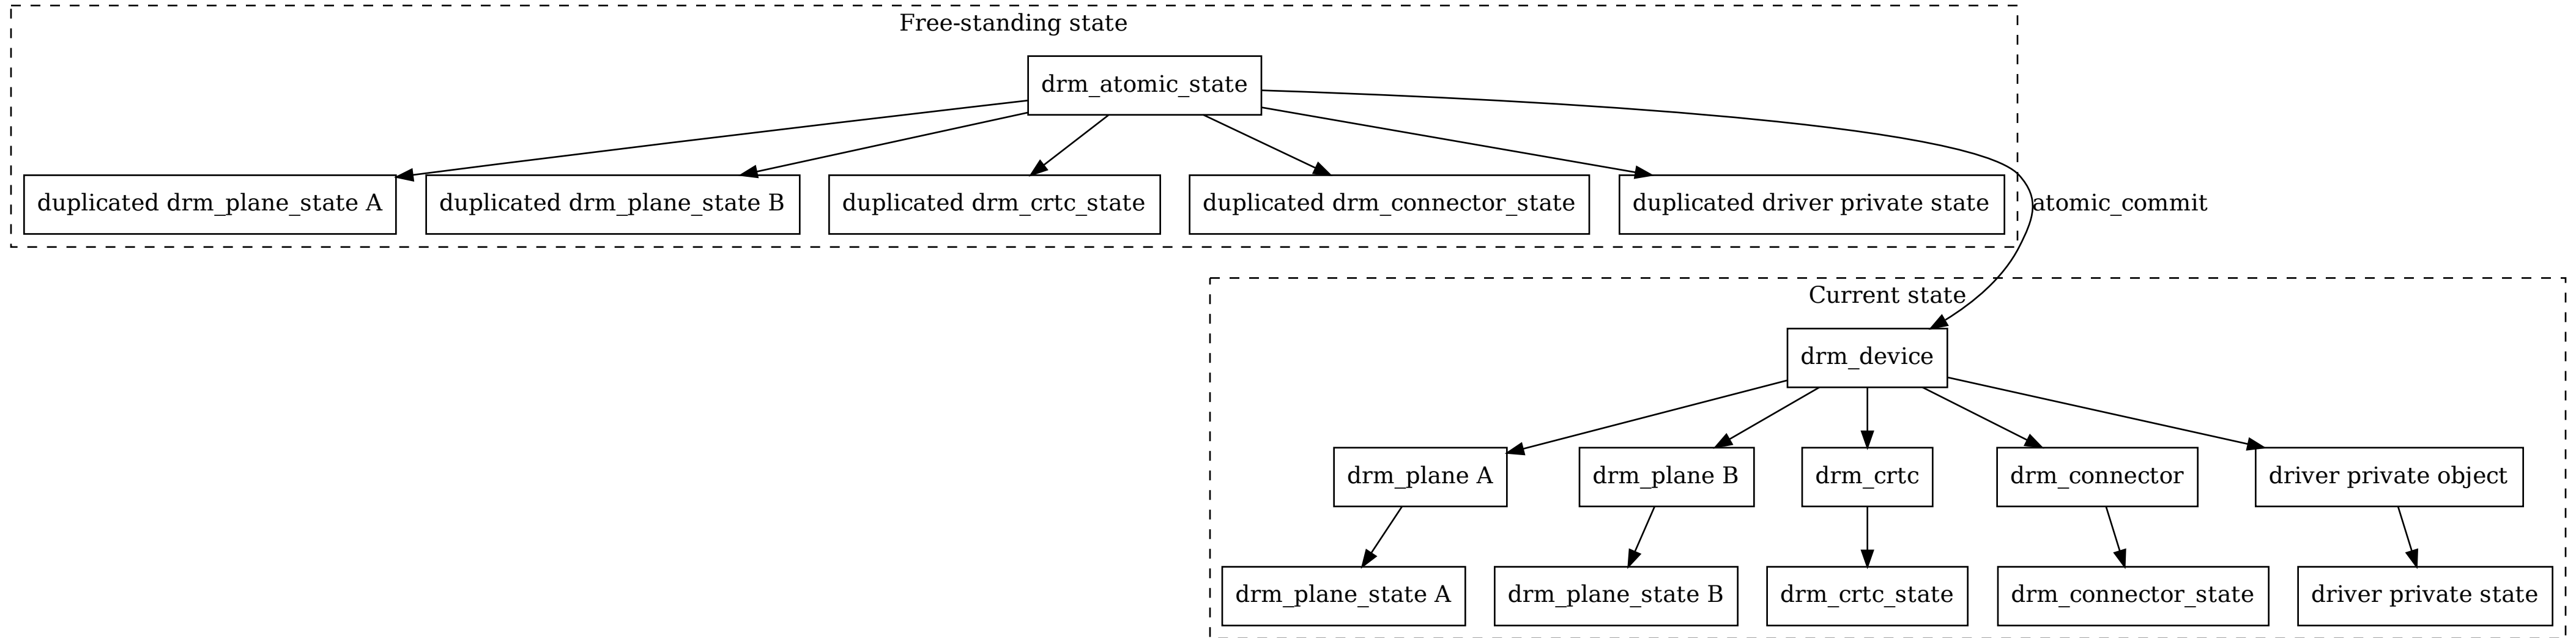 Free-standing state
drm_atomic_state
duplicated drm_plane_state A
duplicated drm_plane_state B
duplicated drm_crtc_state
duplicated drm_connector_state
duplicated driver private state
atomic_commit
Current state
drm_device
drm_plane A
drm_plane B
drm_crtc
drm_connector
driver private object
drm_plane_state A
drm_plane_state B
drm_crtc_state
drm_connector_state
driver private state